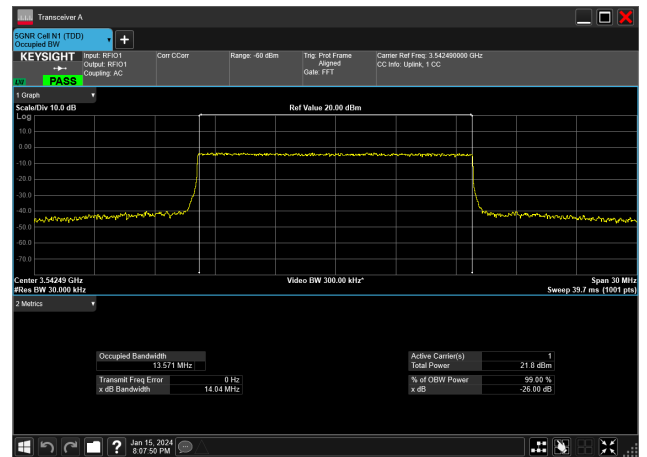 Transceiver A
5GNR Cell N1 (TDD)
Occupied BW
+
KEYSIGHT
LW PASS
Input: RFIO1
Output: RFIO1
Coupling: AC
Corr CCorr
Range: -60 dBm
Trig: Prot Frame
Aligned
Gate: FFT
Carrier Ref Freq: 3.542490000 GHz
CC Info: Uplink, 1 CC
1 Graph
Scale/Div 10.0 dB
Ref Value 20.00 dBm
Log
10.0
0.00
-10.0
-20.0
-30.0
-40.0
-50.0
-60.0
-70.0
Center 3.54249 GHz
#Res BW 30.000 kHz
Video BW 300.00 kHz*
Span 30 MHz
Sweep 39.7 ms (1001 pts)
2 Metrics
Occupied Bandwidth
13.571 MHz
Transmit Freq Error 0 Hz
x dB Bandwidth 14.04 MHz
Active Carrier(s) 1
Total Power 21.8 dBm
% of OBW Power 99.00 %
x dB -26.00 dB
?
Jan 15, 2024
8:07:50 PM